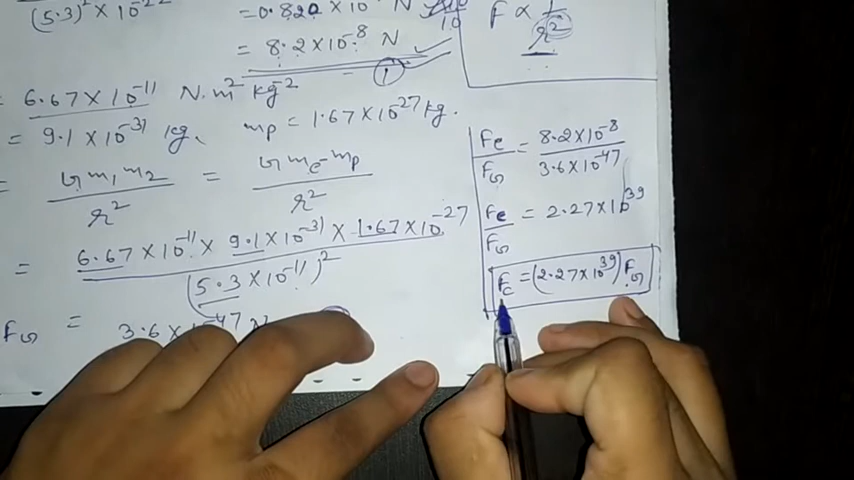 (5.3)² × 10⁻²²
= 0.820 × 10 N
= 8.2 × 10⁻⁸ N
①
F ∝ 1/r²
= 6.67 × 10⁻¹¹ N.m² kg⁻²
= 9.1 × 10⁻³¹ kg, mp = 1.67 × 10⁻²⁷ kg.
= G m₁ m₂ / r² = G me mp / r²
= 6.67 × 10⁻¹¹ × 9.1 × 10⁻³¹ × 1.67 × 10⁻²⁷ / (5.3 × 10⁻¹¹)²
FG = 3.6 × 10⁻⁴⁷ N
Fe/FG = 8.2 × 10⁻⁸ / 3.6 × 10⁻⁴⁷
Fe/FG = 2.27 × 10³⁹
Fe = (2.27 × 10³⁹) FG